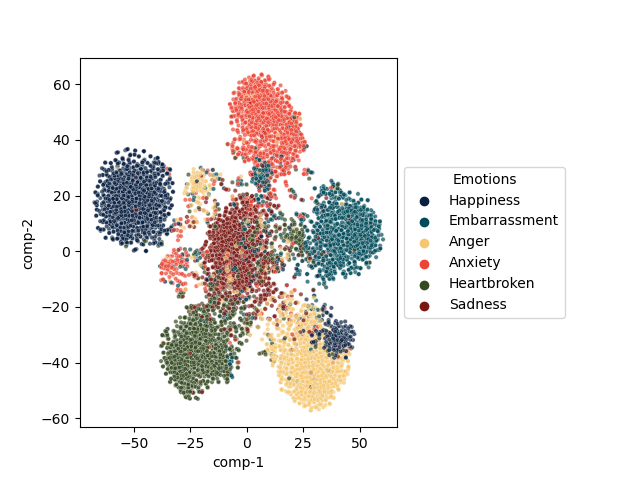 60
40
20
0
−20
−40
−60
comp-2
−50
−25
0
25
50
comp-1
Emotions
Happiness
Embarrassment
Anger
Anxiety
Heartbroken
Sadness